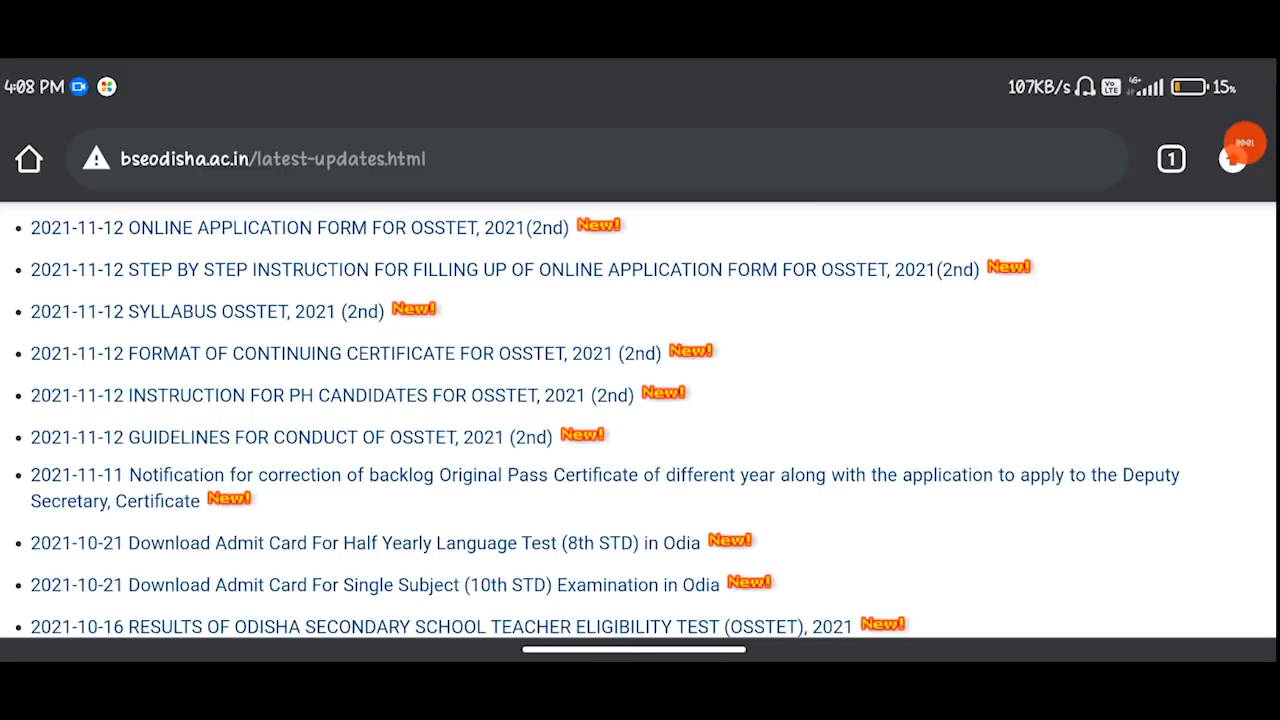 4:08 PM 107KB/s Vo LTE 4G+ 15%
bseodisha.ac.in/latest-updates.html 1 00:01
2021-11-12 ONLINE APPLICATION FORM FOR OSSTET, 2021(2nd) New!
2021-11-12 STEP BY STEP INSTRUCTION FOR FILLING UP OF ONLINE APPLICATION FORM FOR OSSTET, 2021(2nd) New!
2021-11-12 SYLLABUS OSSTET, 2021 (2nd) New!
2021-11-12 FORMAT OF CONTINUING CERTIFICATE FOR OSSTET, 2021 (2nd) New!
2021-11-12 INSTRUCTION FOR PH CANDIDATES FOR OSSTET, 2021 (2nd) New!
2021-11-12 GUIDELINES FOR CONDUCT OF OSSTET, 2021 (2nd) New!
2021-11-11 Notification for correction of backlog Original Pass Certificate of different year along with the application to apply to the Deputy
Secretary, Certificate New!
2021-10-21 Download Admit Card For Half Yearly Language Test (8th STD) in Odia New!
2021-10-21 Download Admit Card For Single Subject (10th STD) Examination in Odia New!
2021-10-16 RESULTS OF ODISHA SECONDARY SCHOOL TEACHER ELIGIBILITY TEST (OSSTET), 2021 New!